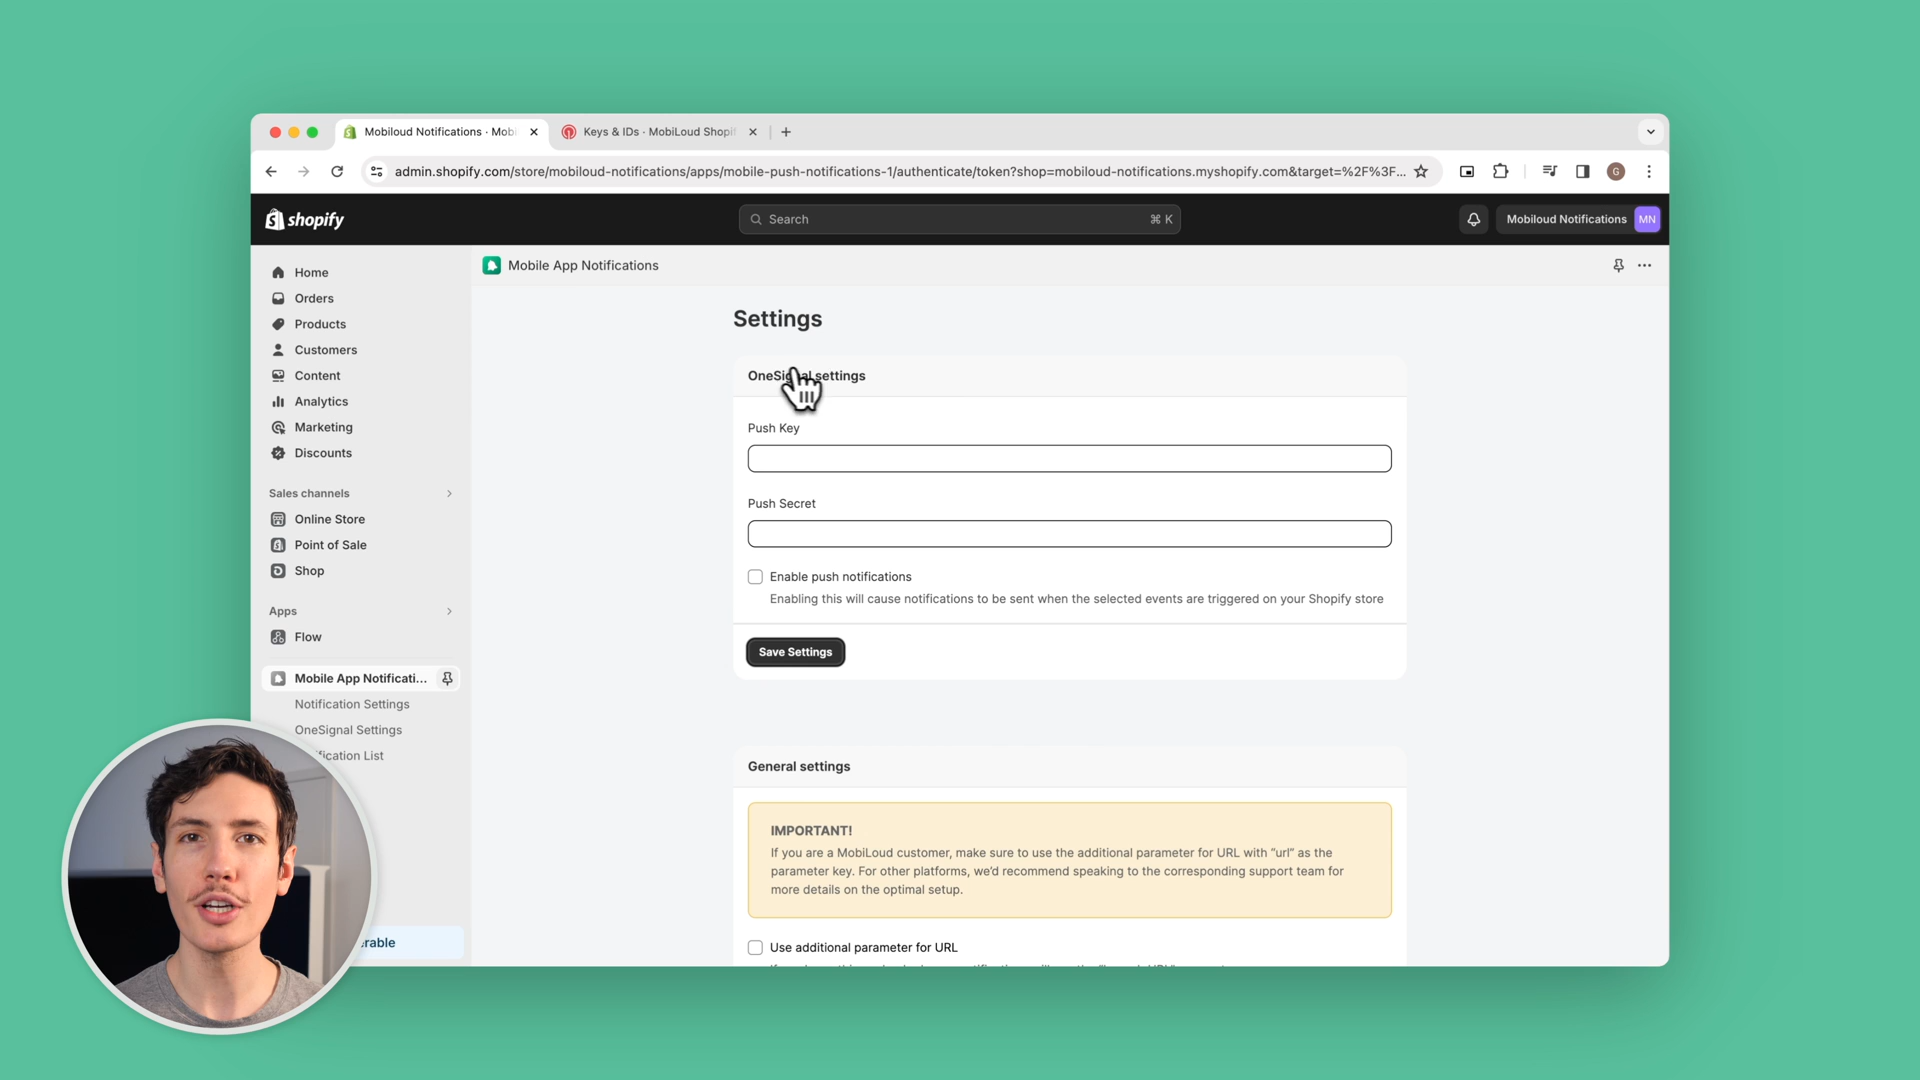 Mobiloud Notifications · Mob
Keys & IDs · MobiLoud Shopif
admin.shopify.com/store/mobiloud-notifications/apps/mobile-push-notifications-1/authenticate/token?shop=mobiloud-notifications.myshopify.com&target=%2F%3F...
G
shopify
Search
⌘ K
Mobiloud Notifications
MN
Mobile App Notifications
Home
Orders
Products
Customers
Content
Analytics
Marketing
Discounts
Sales channels
Online Store
Point of Sale
Shop
Apps
Flow
Mobile App Notificati...
Notification Settings
OneSignal Settings
fication List
rable
Settings
OneSignal settings
Push Key
Push Secret
Enable push notifications
Enabling this will cause notifications to be sent when the selected events are triggered on your Shopify store
Save Settings
General settings
IMPORTANT!
If you are a MobiLoud customer, make sure to use the additional parameter for URL with "url" as the
parameter key. For other platforms, we'd recommend speaking to the corresponding support team for
more details on the optimal setup.
Use additional parameter for URL